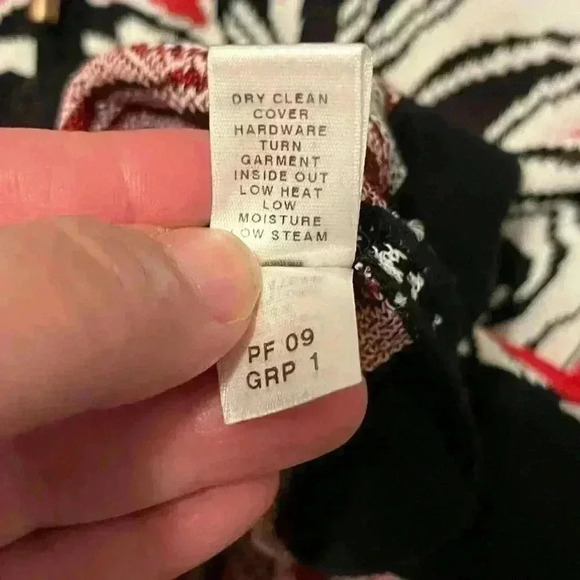 DRY CLEAN
COVER
HARDWARE
TURN
GARMENT
INSIDE OUT
LOW HEAT
LOW
MOISTURE
LOW STEAM
PF 09
GRP 1